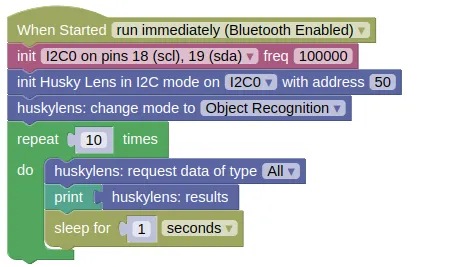 When Started run immediately (Bluetooth Enabled)
init I2C0 on pins 18 (scl), 19 (sda) freq 100000
init Husky Lens in I2C mode on I2C0 with address 50
huskylens: change mode to Object Recognition
repeat 10 times
do huskylens: request data of type All
print huskylens: results
sleep for 1 seconds